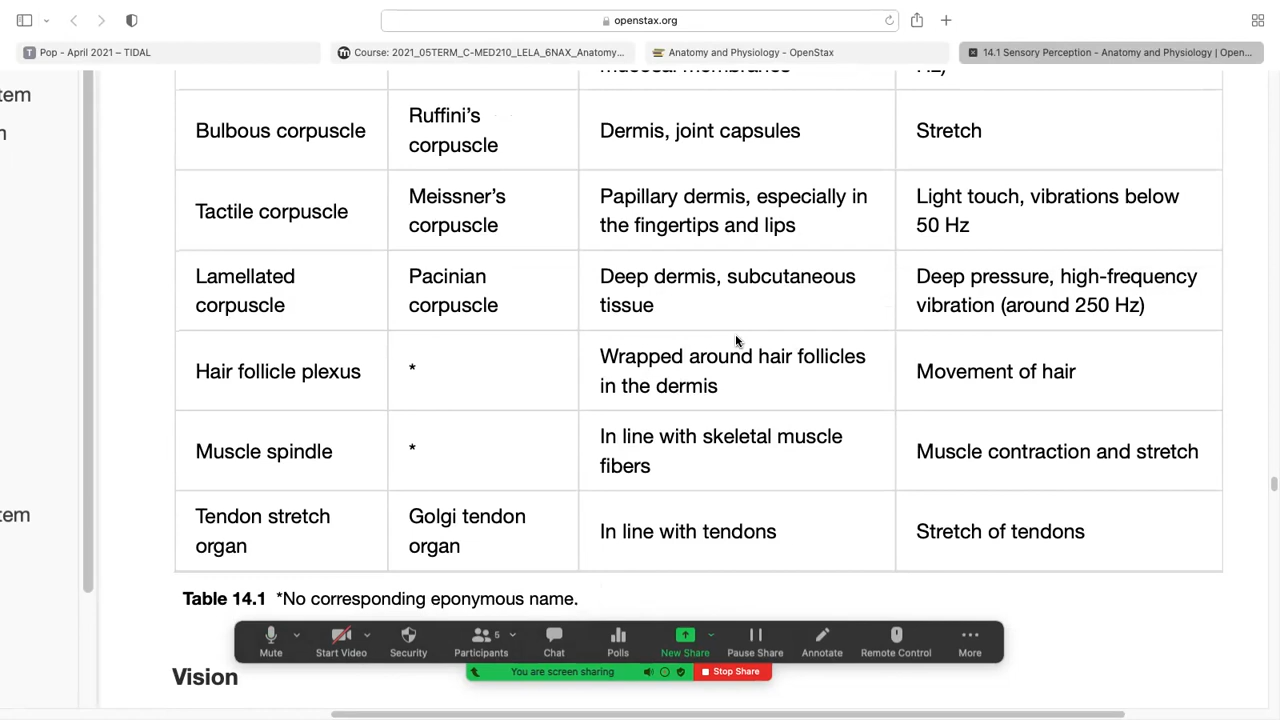 openstax.org
Pop - April 2021 – TIDAL
Course: 2021_05TERM_C-MED210_LELA_6NAX_Anatomy...
Anatomy and Physiology - OpenStax
14.1 Sensory Perception - Anatomy and Physiology | Open...
tem
n
tem
mucosal membranes
Hz)
Bulbous corpuscle
Ruffini’s
corpuscle
Dermis, joint capsules
Stretch
Tactile corpuscle
Meissner’s
corpuscle
Papillary dermis, especially in
the fingertips and lips
Light touch, vibrations below
50 Hz
Lamellated
corpuscle
Pacinian
corpuscle
Deep dermis, subcutaneous
tissue
Deep pressure, high-frequency
vibration (around 250 Hz)
Hair follicle plexus
*
Wrapped around hair follicles
in the dermis
Movement of hair
Muscle spindle
*
In line with skeletal muscle
fibers
Muscle contraction and stretch
Tendon stretch
organ
Golgi tendon
organ
In line with tendons
Stretch of tendons
Table 14.1 *No corresponding eponymous name.
Mute
Start Video
Security
5
Participants
Chat
Polls
New Share
Pause Share
Annotate
Remote Control
More
You are screen sharing
Stop Share
Vision